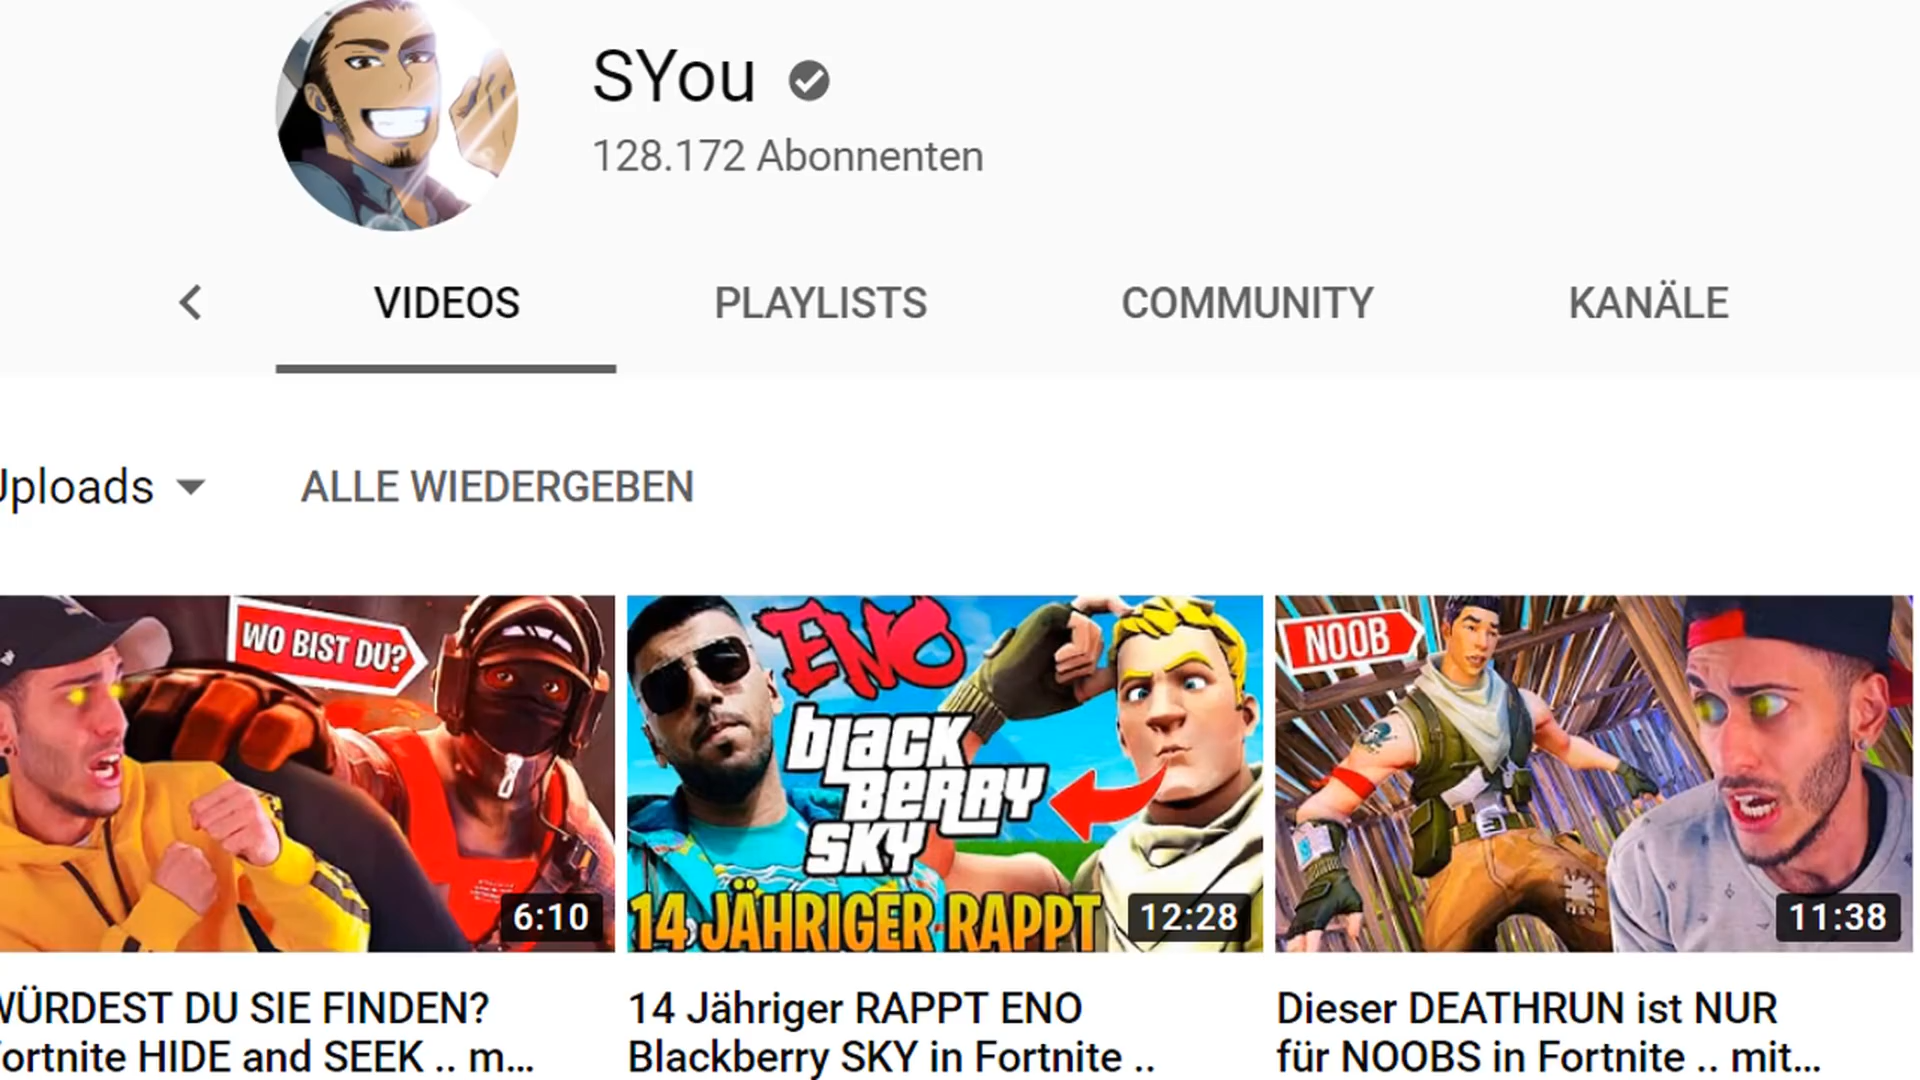 SYou
128.172 Abonnenten
VIDEOS
PLAYLISTS
COMMUNITY
KANÄLE
Uploads
ALLE WIEDERGEBEN
WO BIST DU?
6:10
ENO
black
BERRY
SKY
14 JÄHRIGER RAPPT
12:28
NOOB
11:38
WÜRDEST DU SIE FINDEN?
Fortnite HIDE and SEEK .. m...
14 Jähriger RAPPT ENO
Blackberry SKY in Fortnite ..
Dieser DEATHRUN ist NUR
für NOOBS in Fortnite .. mit...